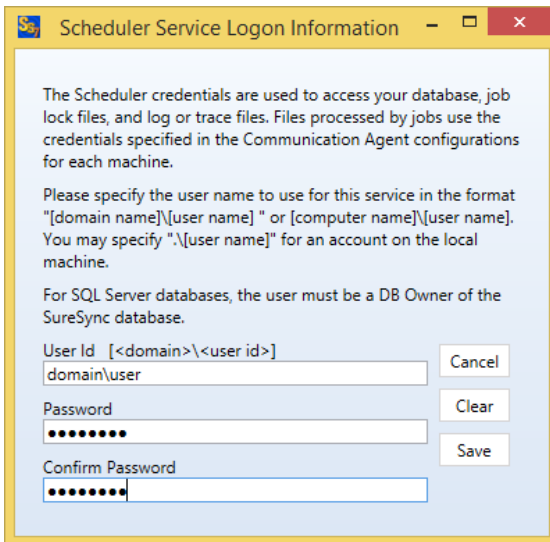 SS7 Scheduler Service Logon Information
The Scheduler credentials are used to access your database, job
lock files, and log or trace files. Files processed by jobs use the
credentials specified in the Communication Agent configurations
for each machine.
Please specify the user name to use for this service in the format
"[domain name]\[user name] " or [computer name]\[user name].
You may specify ".\[user name]" for an account on the local
machine.
For SQL Server databases, the user must be a DB Owner of the
SureSync database.
User Id [<domain>\<user id>]
domain\user
Cancel
Password
●●●●●●●●
Clear
Save
Confirm Password
●●●●●●●●